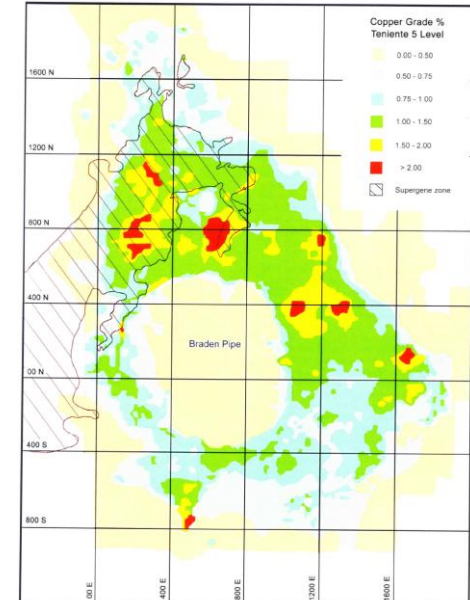 Copper Grade %
Teniente 5 Level
0.00 - 0.50
0.50 - 0.75
0.75 - 1.00
1.00 - 1.50
1.50 - 2.00
> 2.00
Supergene zone
1600 N
1200 N
800 N
400 N
Braden Pipe
00 N
400 S
800 S
00 E
400 E
800 E
1200 E
1600 E